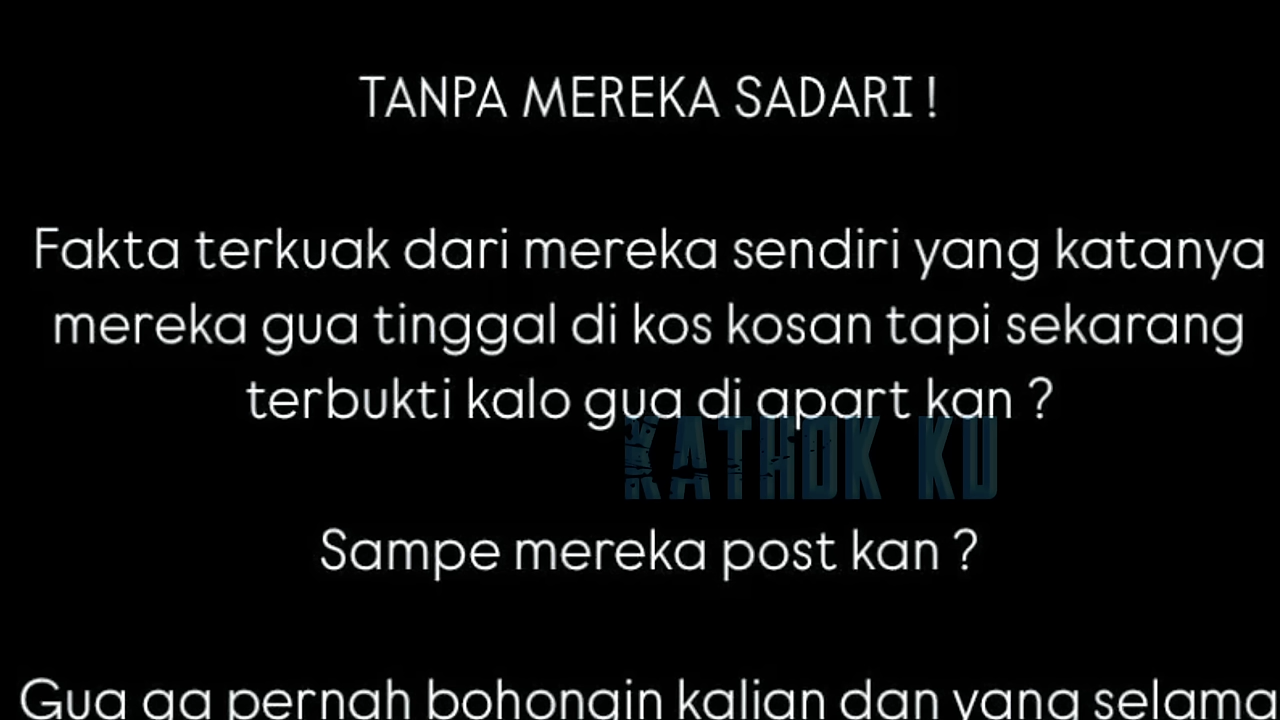 TANPA MEREKA SADARI !
Fakta terkuak dari mereka sendiri yang katanya
mereka gua tinggal di kos kosan tapi sekarang
terbukti kalo gua di apart kan ?
KATHOK KU
Sampe mereka post kan ?
Gua ga pernah bohongin kalian dan yang selama